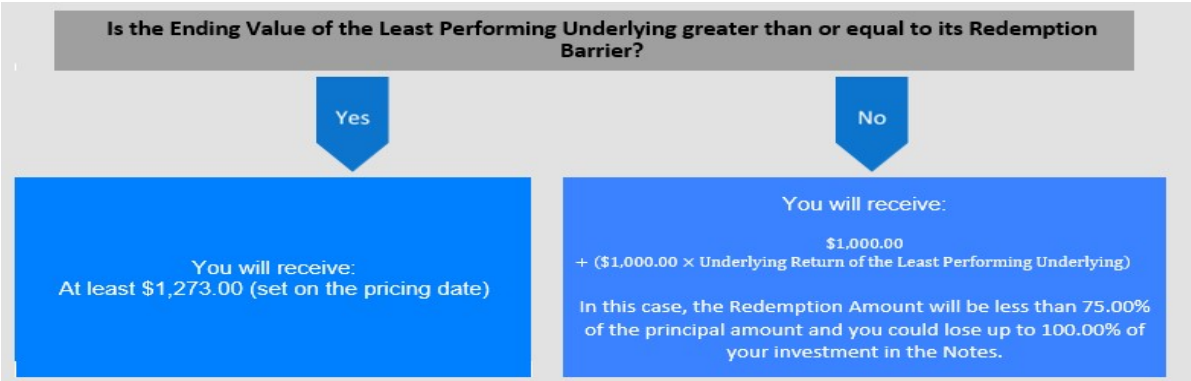 Is the Ending Value of the Least Performing Underlying greater than or equal to its Redemption
Barrier?
Yes
No
You will receive:
At least $1,273.00 (set on the pricing date)
You will receive:
$1,000.00
+ ($1,000.00 × Underlying Return of the Least Performing Underlying)
In this case, the Redemption Amount will be less than 75.00%
of the principal amount and you could lose up to 100.00% of
your investment in the Notes.